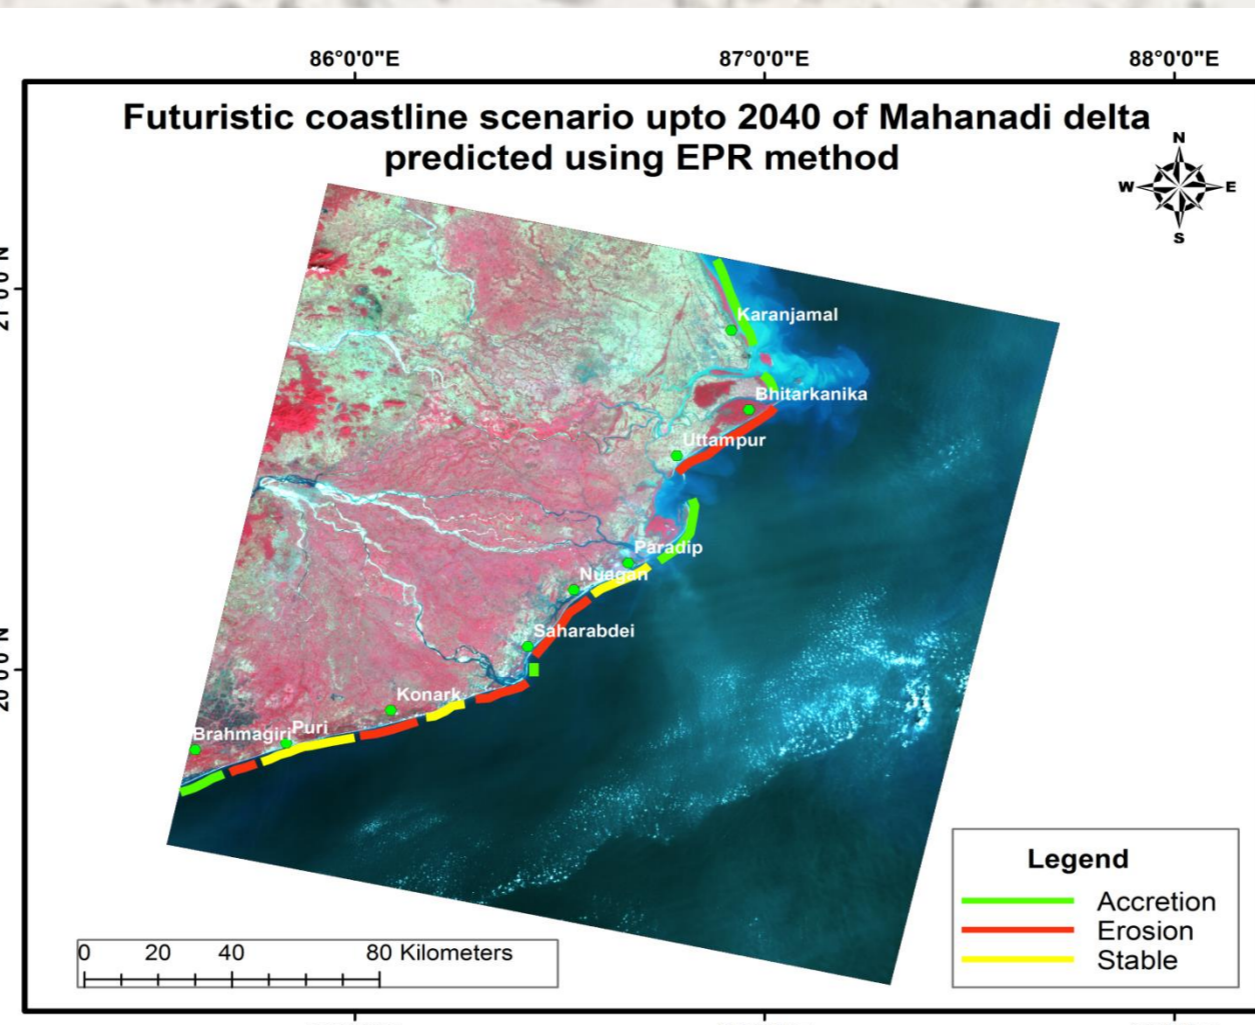 86°0'0"E 87°0'0"E 88°0'0"E
Futuristic coastline scenario upto 2040 of Mahanadi delta
predicted using EPR method
N
W E
S
Karanjamal
Bhitarkanika
Uttampur
Paradip
Nuagan
Saharabdei
Konark
Puri
Brahmagiri
Legend
Accretion
Erosion
Stable
0 20 40 80 Kilometers